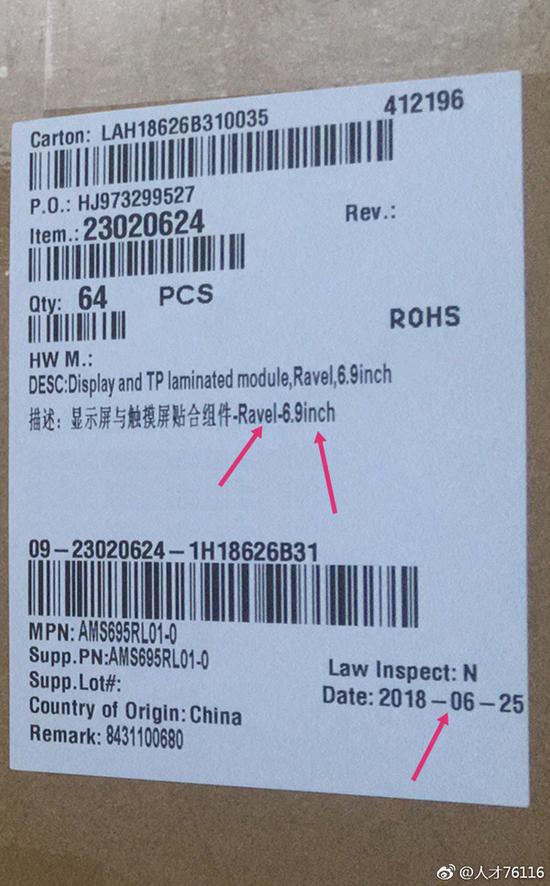 Carton: LAH18626B310035
412196
P.O.: HJ973299527
Item.: 23020624
Rev.:
Qty: 64 PCS
ROHS
HW M.:
DESC:Display and TP laminated module,Ravel,6.9inch
描述：显示屏与触摸屏贴合组件-Ravel-6.9inch
09-23020624-1H18626B31
MPN: AMS695RL01-0
Supp.PN:AMS695RL01-0
Law Inspect: N
Supp.Lot#:
Date: 2018-06-25
Country of Origin: China
Remark: 8431100680
@人才76116